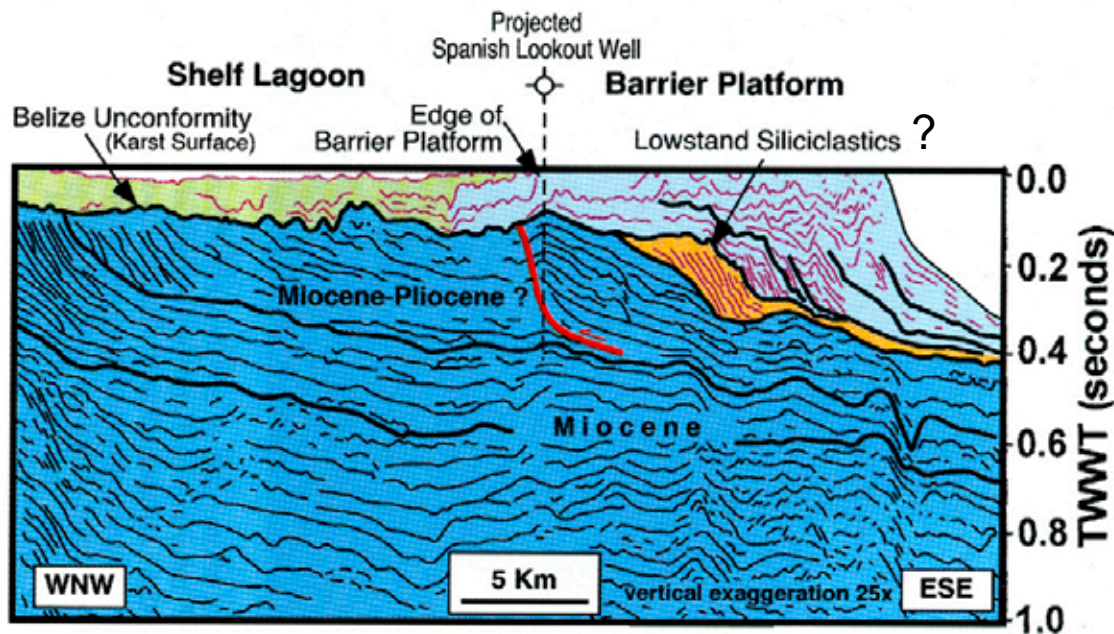 Projected
Spanish Lookout Well
Shelf Lagoon
Barrier Platform
Belize Unconformity
(Karst Surface)
Edge of
Barrier Platform
Lowstand Siliciclastics ?
0.0
0.2
Miocene-Pliocene ?
0.4
Miocene
0.6
0.8
1.0
TWWT (seconds)
WNW
5 Km
vertical exaggeration 25x
ESE